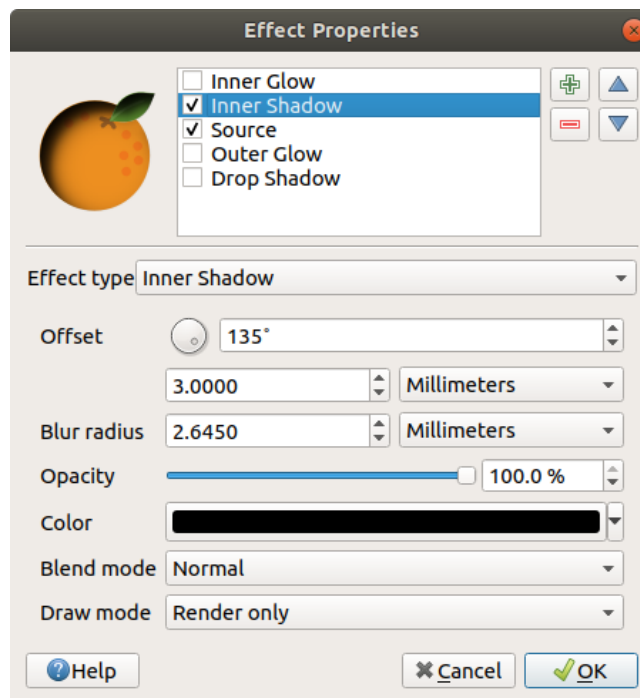 Effect Properties
Inner Glow
Inner Shadow
Source
Outer Glow
Drop Shadow
Effect type Inner Shadow
Offset 135°
3.0000 Millimeters
Blur radius 2.6450 Millimeters
Opacity 100.0 %
Color
Blend mode Normal
Draw mode Render only
Help Cancel OK